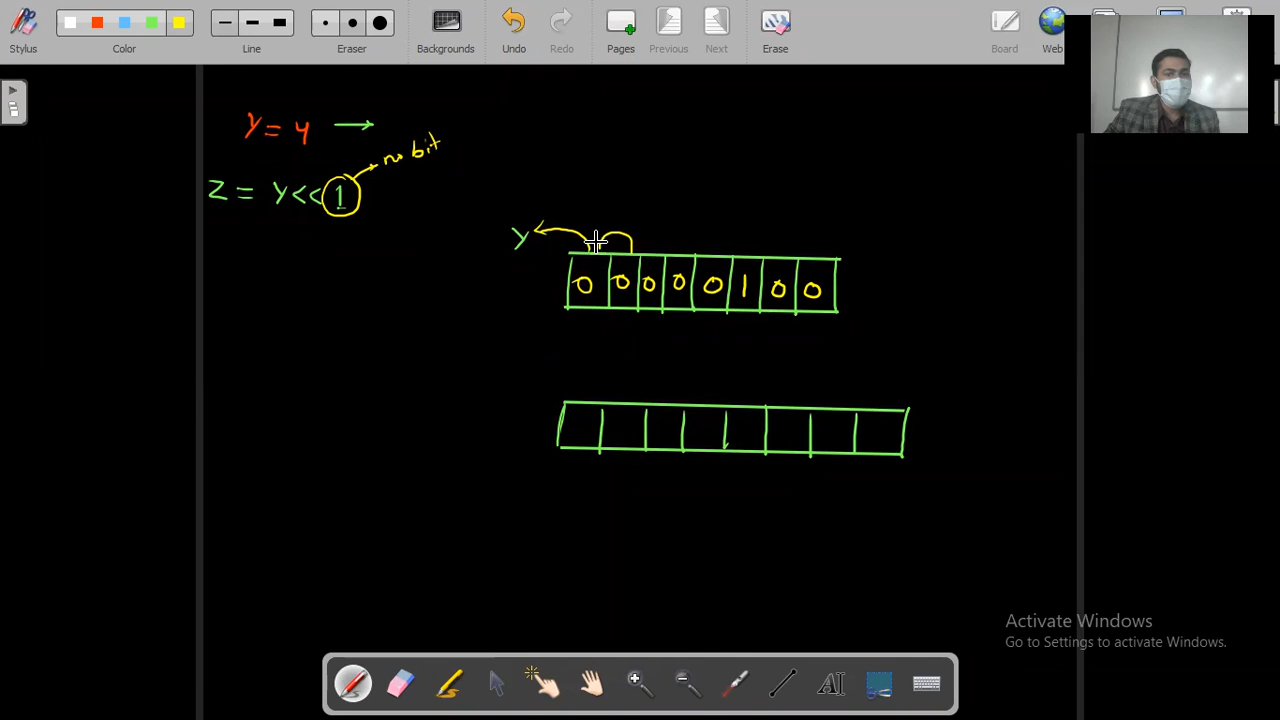 Stylus
Color
Line
Eraser
Backgrounds
Undo
Redo
Pages
Previous
Next
Erase
Board
Web
y = 4 →
no bit
z = y<<1
y
0 0 0 0 0 1 0 0
Activate Windows
Go to Settings to activate Windows.